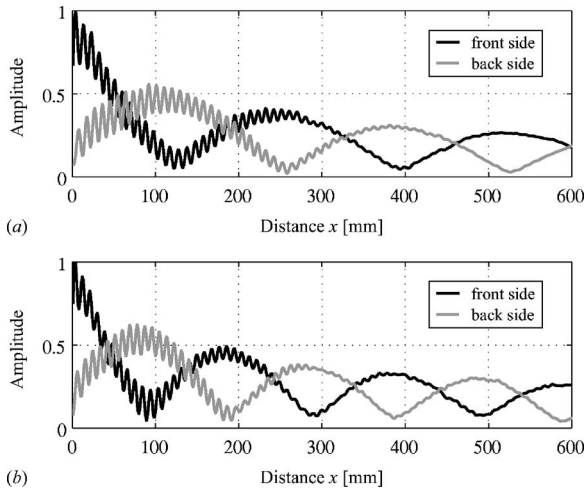 1
front side
back side
Amplitude
0.5
0
0 100 200 300 400 500 600
(a)
Distance x [mm]
1
front side
back side
Amplitude
0.5
0
0 100 200 300 400 500 600
(b)
Distance x [mm]